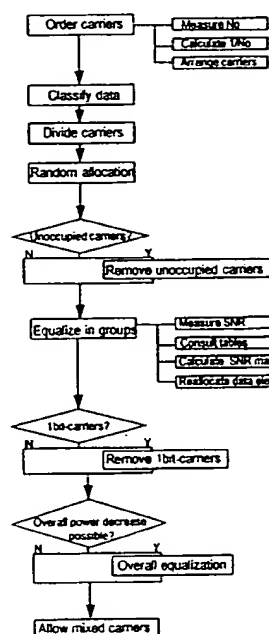 Order carriers
Measure No
Calculate 1/No
Arrange carriers
Classify data
Divide carriers
Random allocation
Unoccupied carriers?
N
Y
Remove unoccupied carriers
Equalize in groups
Measure SNR
Consult tables
Calculate SNR ma
Reallocate data ele
1bit-carriers?
N
Y
Remove 1bit-carriers
Overall power decrease
possible?
N
Y
Overall equalization
Allow mixed carriers